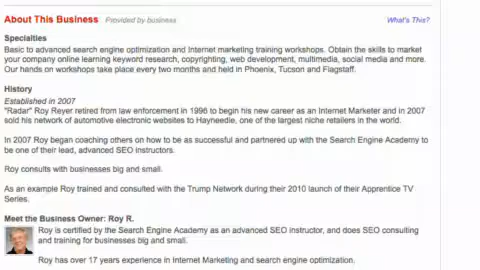 About This Business Provided by business What's This?
Specialties
Basic to advanced search engine optimization and Internet marketing training workshops. Obtain the skills to market
your company online learning keyword research, copyrighting, web development, multimedia, social media and more.
Our hands on workshops take place every two months and held in Phoenix, Tucson and Flagstaff.
History
Established in 2007
"Radar" Roy Reyer retired from law enforcement in 1996 to begin his new career as an Internet Marketer and in 2007
sold his network of automotive electronic websites to Hayneedle, one of the largest niche retailers in the world.
In 2007 Roy began coaching others on how to be as successful and partnered up with the Search Engine Academy to
be one of their lead, advanced SEO instructors.
Roy consults with businesses big and small.
As an example Roy trained and consulted with the Trump Network during their 2010 launch of their Apprentice TV
Series.
Meet the Business Owner: Roy R.
Roy is certified by the Search Engine Academy as an advanced SEO instructor, and does SEO consulting
and training for businesses big and small.
Roy has over 17 years experience in Internet Marketing and search engine optimization.